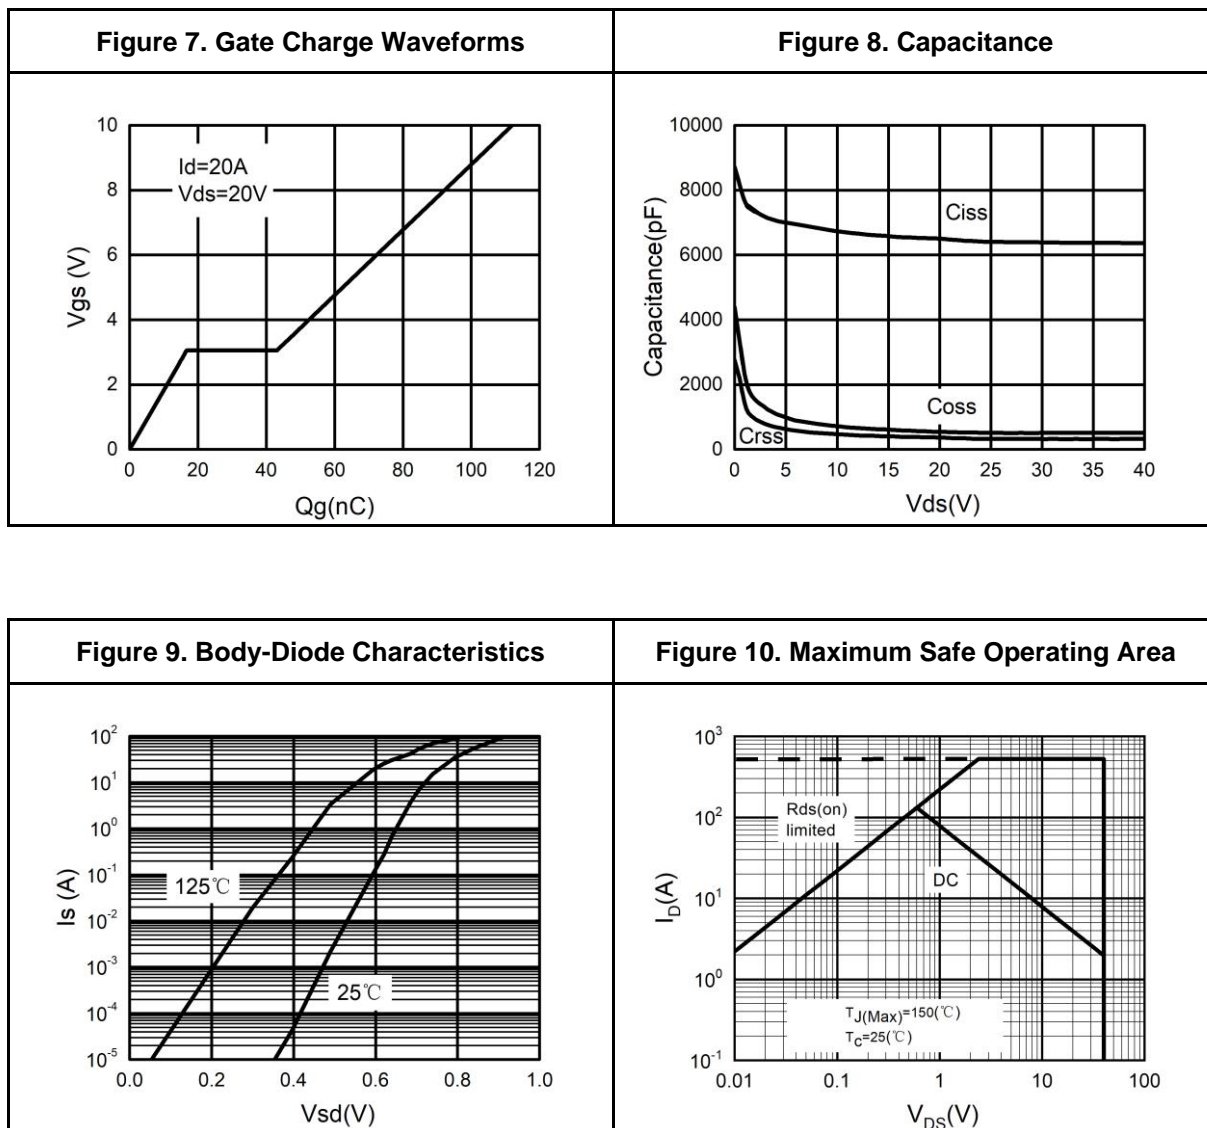 Figure 7. Gate Charge Waveforms
Figure 8. Capacitance
10
8
6
4
2
0
Vgs (V)
Id=20A
Vds=20V
0 20 40 60 80 100 120
Qg(nC)
10000
8000
6000
4000
2000
0
Capacitance(pF)
Ciss
Coss
Crss
0 5 10 15 20 25 30 35 40
Vds(V)
Figure 9. Body-Diode Characteristics
Figure 10. Maximum Safe Operating Area
10²
10¹
10⁰
10⁻¹
10⁻²
10⁻³
10⁻⁴
10⁻⁵
Is (A)
125℃
25℃
0.0 0.2 0.4 0.6 0.8 1.0
Vsd(V)
10³
10²
10¹
10⁰
10⁻¹
I_D(A)
Rds(on)
limited
DC
T_J(Max)=150(℃)
T_C=25(℃)
0.01 0.1 1 10 100
V_DS(V)